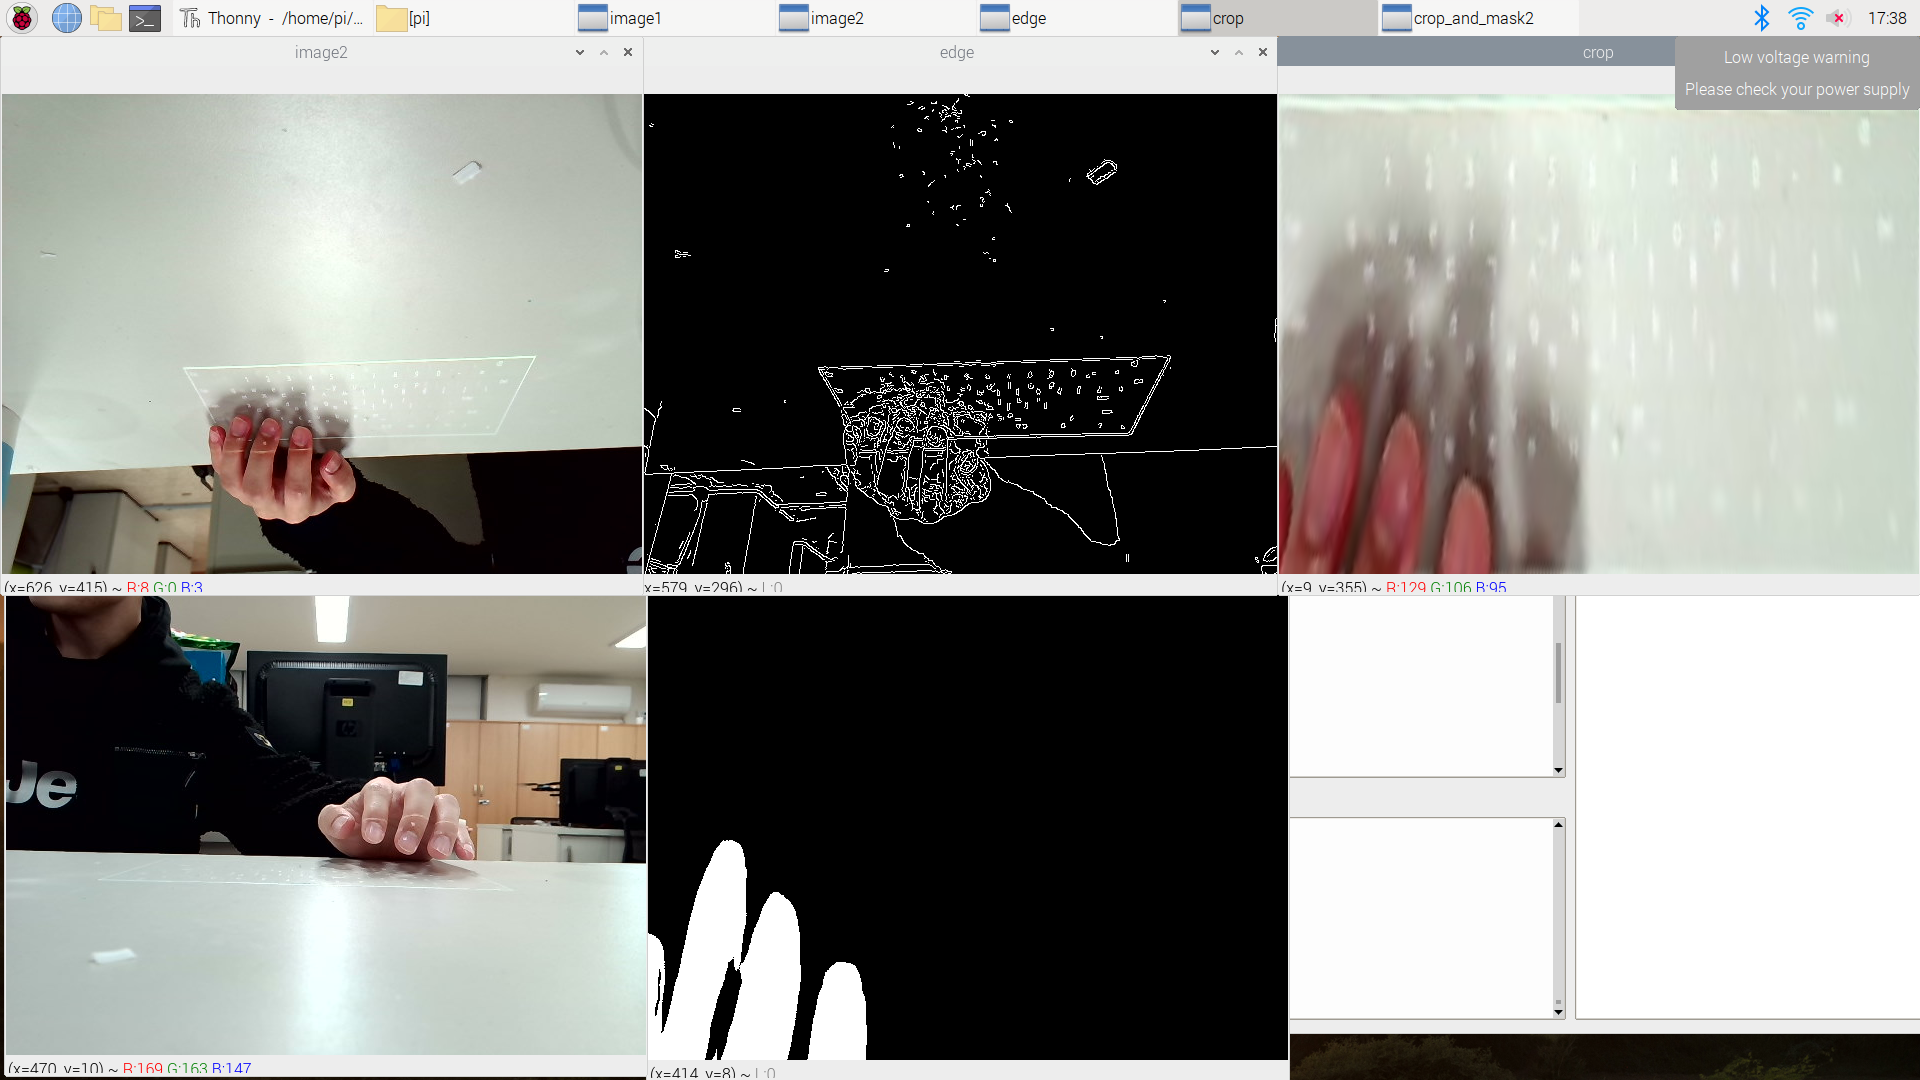 Thonny - /home/pi/...
[pi]
image1
image2
edge
crop
crop_and_mask2
17:38
image2
edge
crop
Low voltage warning
Please check your power supply
(x=626, y=415) ~ R:8 G:0 B:3
x=579, y=296) ~ L:0
(x=9, y=355) ~ R:129 G:106 B:95
Je
(x=470, y=10) ~ R:169 G:163 B:147
(x=414, y=8) ~ L:0